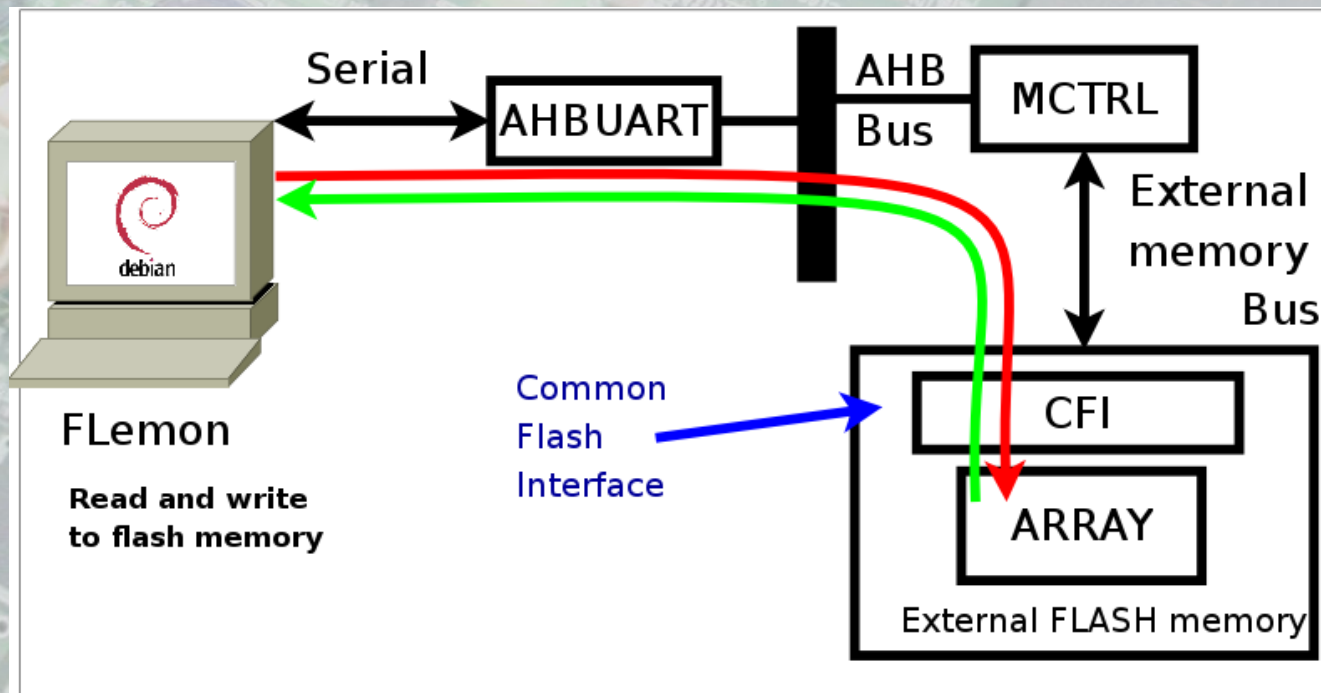 Serial
AHBUART
AHB
Bus
MCTRL
debian
External
memory
Bus
FLemon
Read and write
to flash memory
Common
Flash
Interface
CFI
ARRAY
External FLASH memory